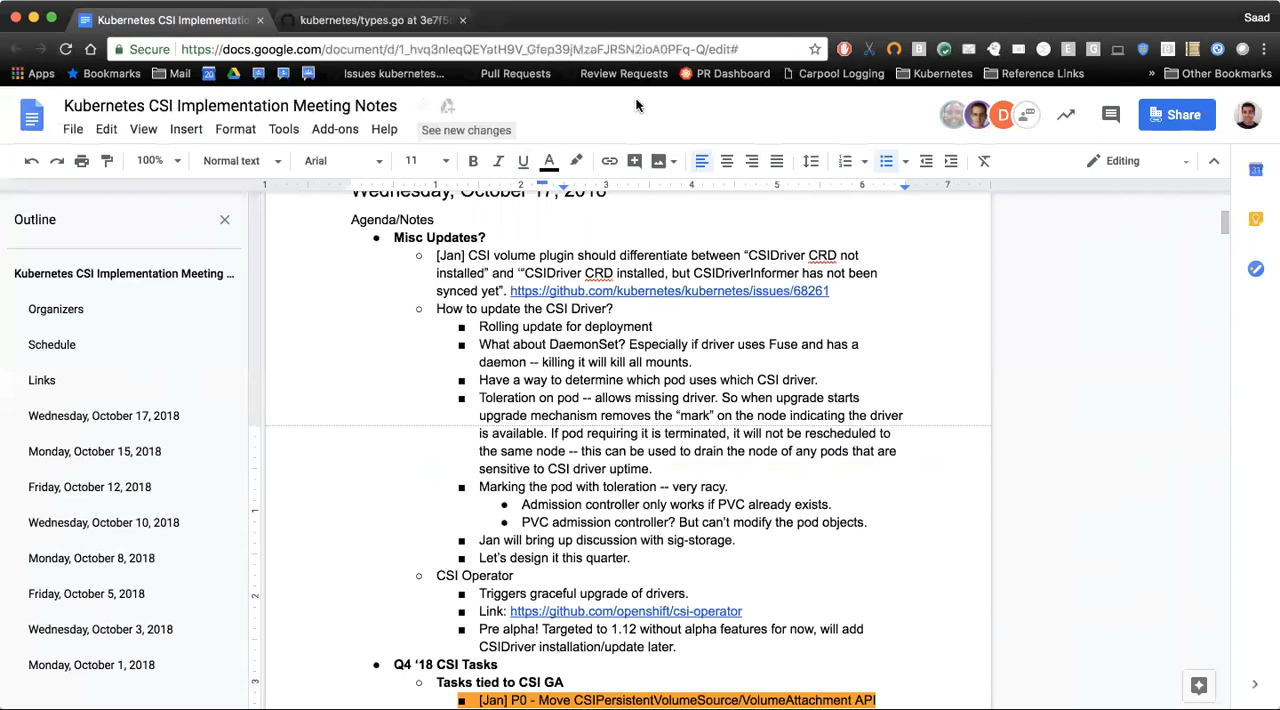 Kubernetes CSI Implementatio
kubernetes/types.go at 3e7f5
Saad
Secure
https://docs.google.com/document/d/1_hvq3nleqQEYatH9V_Gfep39jMzaFJRSN2ioA0PFq-Q/edit#
Apps
Bookmarks
Mail
Issues kubernetes...
Pull Requests
Review Requests
PR Dashboard
Carpool Logging
Kubernetes
Reference Links
»
Other Bookmarks
Kubernetes CSI Implementation Meeting Notes
File Edit View Insert Format Tools Add-ons Help
See new changes
D
Share
100%
Normal text
Arial
11
B I U A
Editing
1 1 2 3 4 5 6 7
Outline
Kubernetes CSI Implementation Meeting ...
Organizers
Schedule
Links
Wednesday, October 17, 2018
Monday, October 15, 2018
Friday, October 12, 2018
Wednesday, October 10, 2018
Monday, October 8, 2018
Friday, October 5, 2018
Wednesday, October 3, 2018
Monday, October 1, 2018
Wednesday, October 17, 2018
Agenda/Notes
● Misc Updates?
○ [Jan] CSI volume plugin should differentiate between “CSIDriver CRD not
installed” and ‘“CSIDriver CRD installed, but CSIDriverInformer has not been
synced yet”. https://github.com/kubernetes/kubernetes/issues/68261
○ How to update the CSI Driver?
■ Rolling update for deployment
■ What about DaemonSet? Especially if driver uses Fuse and has a
daemon -- killing it will kill all mounts.
■ Have a way to determine which pod uses which CSI driver.
■ Toleration on pod -- allows missing driver. So when upgrade starts
upgrade mechanism removes the “mark” on the node indicating the driver
is available. If pod requiring it is terminated, it will not be rescheduled to
the same node -- this can be used to drain the node of any pods that are
sensitive to CSI driver uptime.
■ Marking the pod with toleration -- very racy.
● Admission controller only works if PVC already exists.
● PVC admission controller? But can’t modify the pod objects.
■ Jan will bring up discussion with sig-storage.
■ Let’s design it this quarter.
○ CSI Operator
■ Triggers graceful upgrade of drivers.
■ Link: https://github.com/openshift/csi-operator
■ Pre alpha! Targeted to 1.12 without alpha features for now, will add
CSIDriver installation/update later.
● Q4 ‘18 CSI Tasks
○ Tasks tied to CSI GA
■ [Jan] P0 - Move CSIPersistentVolumeSource/VolumeAttachment API